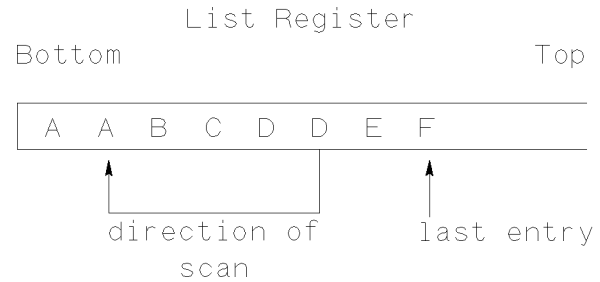 List Register
Bottom Top
A A B C D D E F
direction of last entry
scan